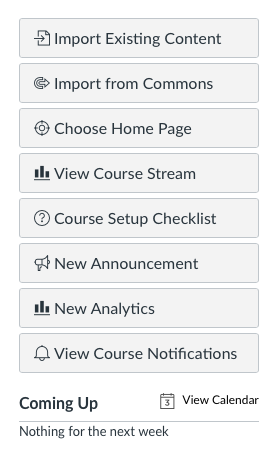 Import Existing Content
Import from Commons
Choose Home Page
View Course Stream
Course Setup Checklist
New Announcement
New Analytics
View Course Notifications
Coming Up
3 View Calendar
Nothing for the next week